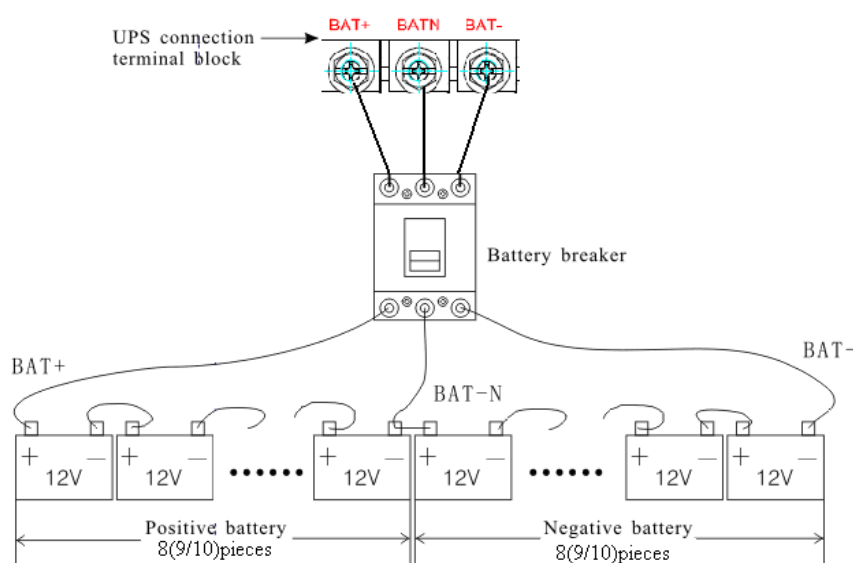 BAT+ BATN BAT-
UPS connection
terminal block
Battery breaker
BAT+
BAT-
BAT-N
+ — + — + — + — + — + —
12V 12V 12V 12V 12V 12V
Positive battery
8(9/10)pieces
Negative battery
8(9/10)pieces